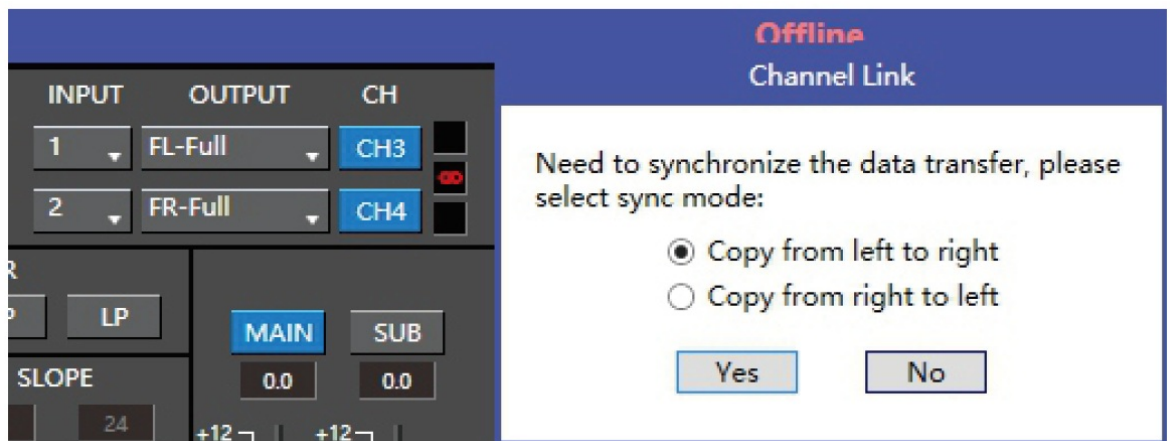 Offline
Channel Link
INPUT OUTPUT CH
1 FL-Full CH3
2 FR-Full CH4
LP
MAIN SUB
0.0 0.0
SLOPE
24
+12 +12
Need to synchronize the data transfer, please
select sync mode:
Copy from left to right
Copy from right to left
Yes No